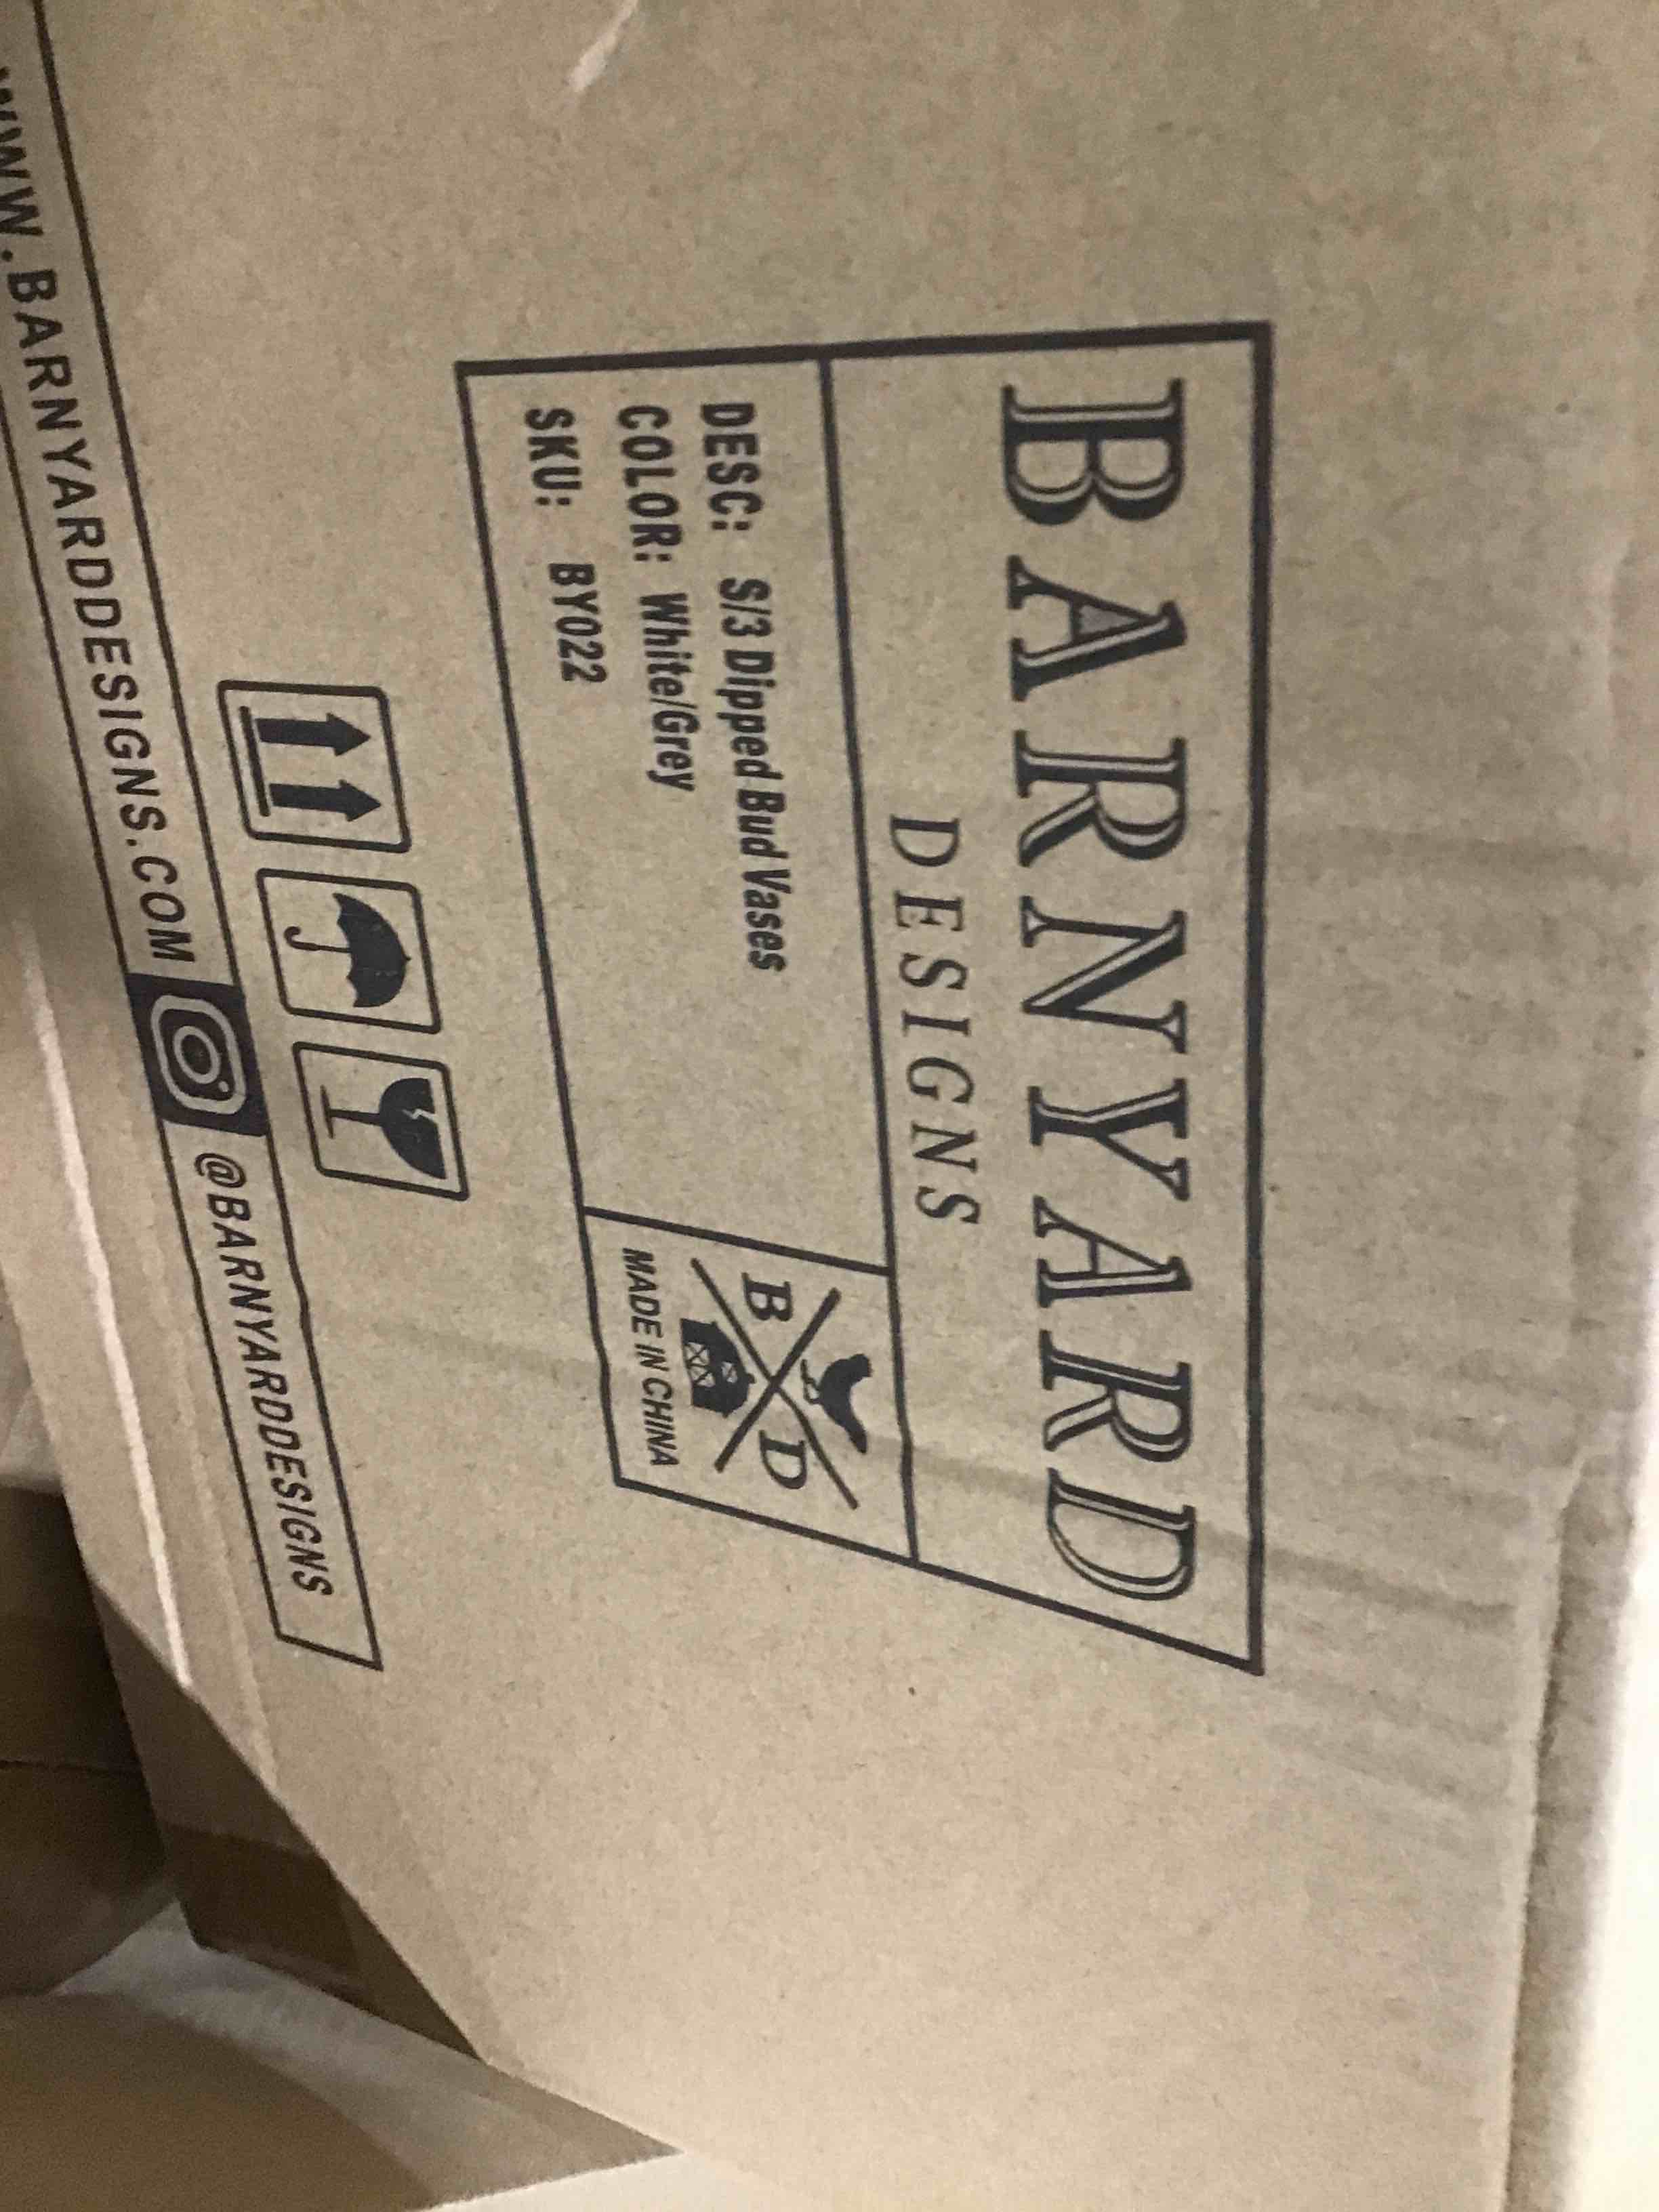 BARNYARD
DESIGNS
DESC: S/3 Dipped Bud Vases
COLOR: White/Grey
SKU: BY022
B D
MADE IN CHINA
WWW.BARNYARDDESIGNS.COM @BARNYARDDESIGNS